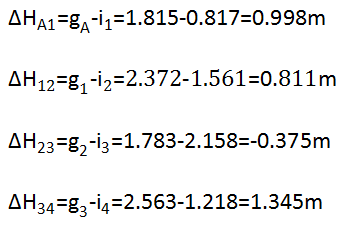 ΔH_A1=g_A-i_1=1.815-0.817=0.998m
ΔH_12=g_1-i_2=2.372-1.561=0.811m
ΔH_23=g_2-i_3=1.783-2.158=-0.375m
ΔH_34=g_3-i_4=2.563-1.218=1.345m